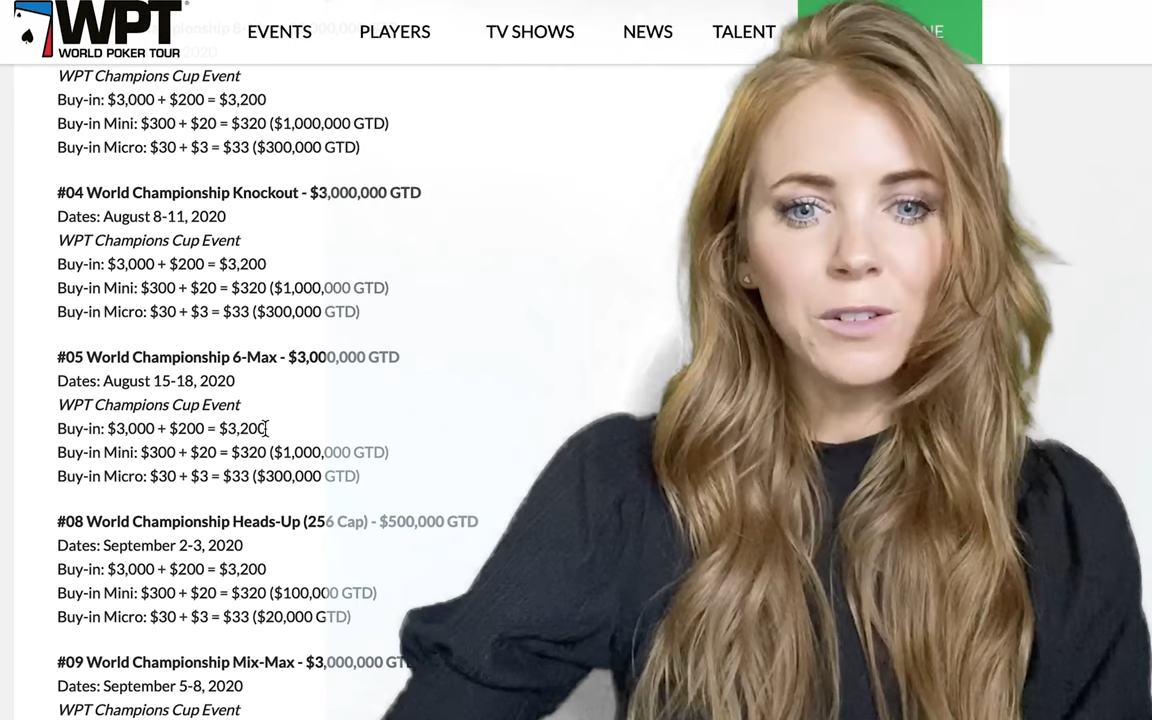 WPT
WORLD POKER TOUR
EVENTS PLAYERS TV SHOWS NEWS TALENT
WPT Champions Cup Event
Buy-in: $3,000 + $200 = $3,200
Buy-in Mini: $300 + $20 = $320 ($1,000,000 GTD)
Buy-in Micro: $30 + $3 = $33 ($300,000 GTD)
#04 World Championship Knockout - $3,000,000 GTD
Dates: August 8-11, 2020
WPT Champions Cup Event
Buy-in: $3,000 + $200 = $3,200
Buy-in Mini: $300 + $20 = $320 ($1,000,000 GTD)
Buy-in Micro: $30 + $3 = $33 ($300,000 GTD)
#05 World Championship 6-Max - $3,000,000 GTD
Dates: August 15-18, 2020
WPT Champions Cup Event
Buy-in: $3,000 + $200 = $3,200
Buy-in Mini: $300 + $20 = $320 ($1,000,000 GTD)
Buy-in Micro: $30 + $3 = $33 ($300,000 GTD)
#08 World Championship Heads-Up (256 Cap) - $500,000 GTD
Dates: September 2-3, 2020
Buy-in: $3,000 + $200 = $3,200
Buy-in Mini: $300 + $20 = $320 ($100,000 GTD)
Buy-in Micro: $30 + $3 = $33 ($20,000 GTD)
#09 World Championship Mix-Max - $3,000,000
Dates: September 5-8, 2020
WPT Champions Cup Event